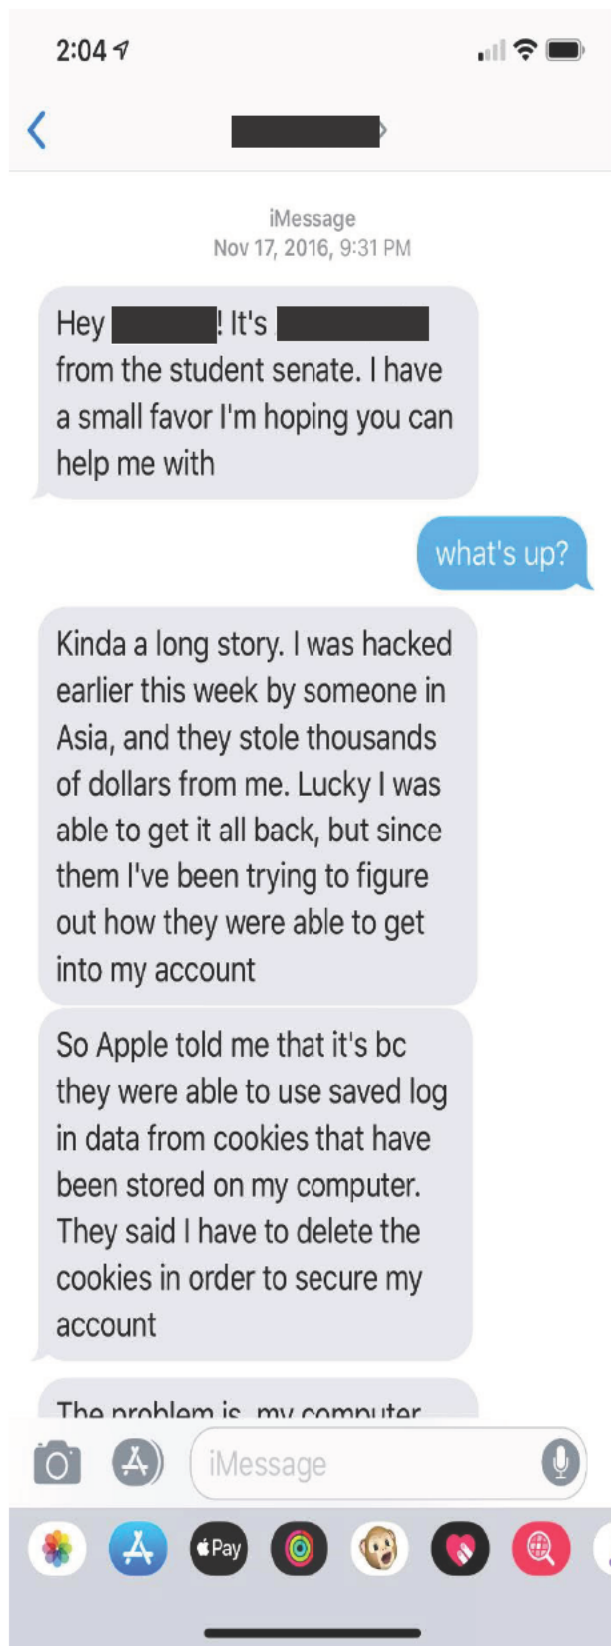 2:04
iMessage
Nov 17, 2016, 9:31 PM
Hey ! It's
from the student senate. I have
a small favor I'm hoping you can
help me with
what's up?
Kinda a long story. I was hacked
earlier this week by someone in
Asia, and they stole thousands
of dollars from me. Lucky I was
able to get it all back, but since
them I've been trying to figure
out how they were able to get
into my account
So Apple told me that it's bc
they were able to use saved log
in data from cookies that have
been stored on my computer.
They said I have to delete the
cookies in order to secure my
account
The problem is, my computer
iMessage
Pay